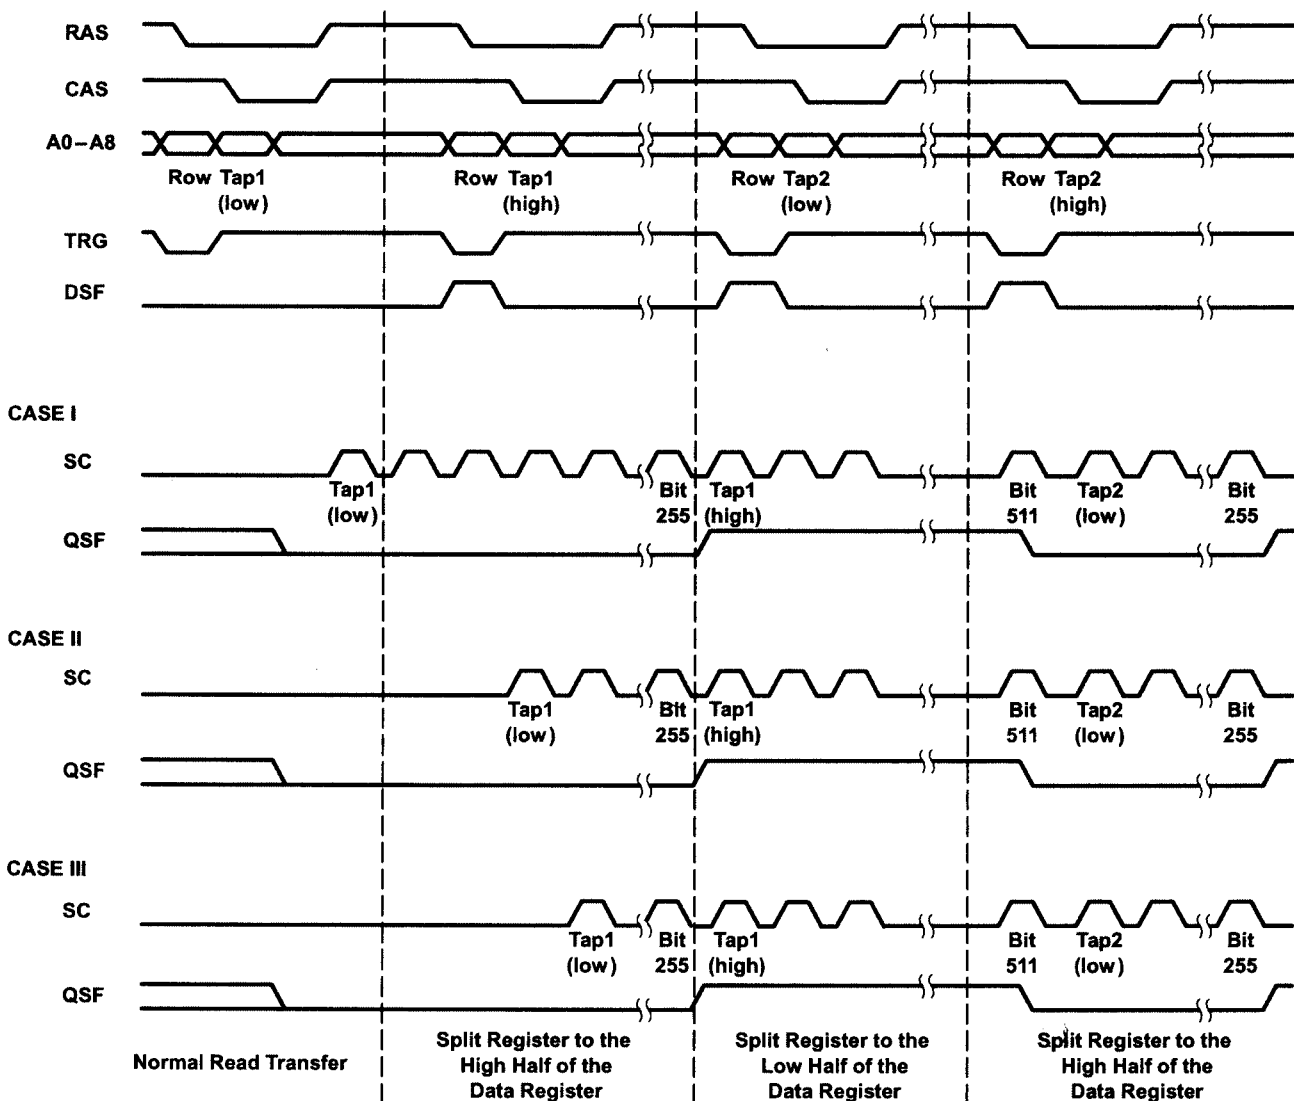 RAS
CAS
A0–A8
Row Tap1 Row Tap1 Row Tap2 Row Tap2
(low) (high) (low) (high)
TRG
DSF
CASE I
SC
Tap1 Bit Tap1 Bit Tap2 Bit
(low) 255 (high) 511 (low) 255
QSF
CASE II
SC
Tap1 Bit Tap1 Bit Tap2 Bit
(low) 255 (high) 511 (low) 255
QSF
CASE III
SC
Tap1 Bit Tap1 Bit Tap2 Bit
(low) 255 (high) 511 (low) 255
QSF
Normal Read Transfer
Split Register to the
High Half of the
Data Register
Split Register to the
Low Half of the
Data Register
Split Register to the
High Half of the
Data Register